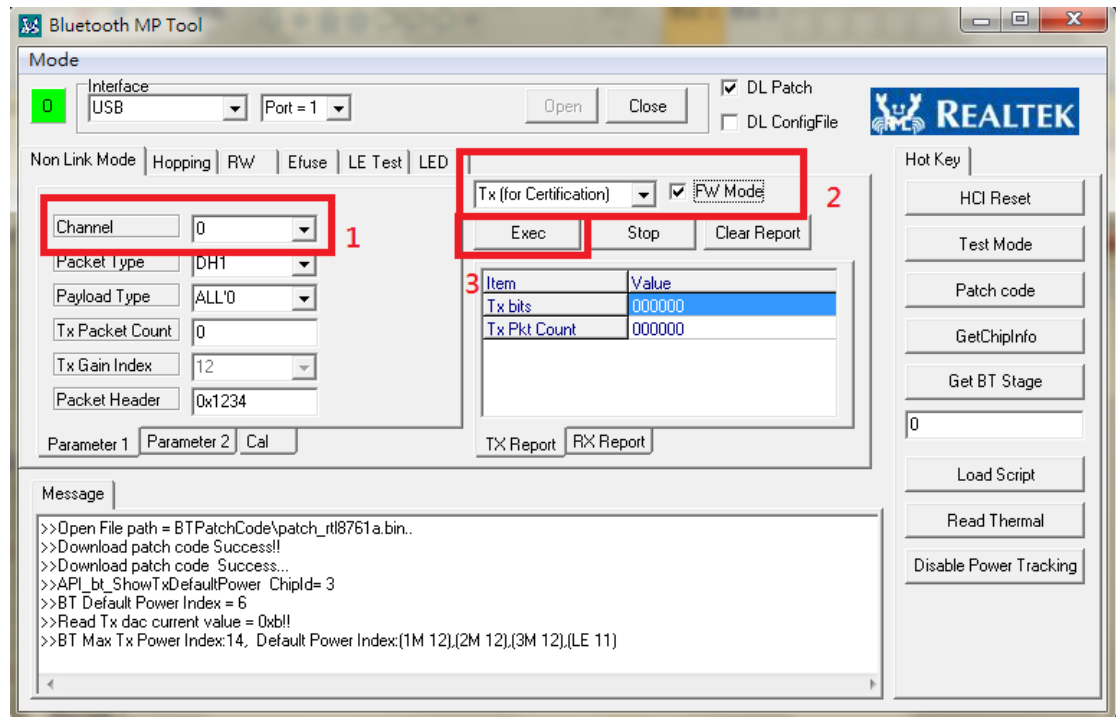 Bluetooth MP Tool
Mode
Interface
0
USB
Port = 1
Open
Close
DL Patch
DL ConfigFile
REALTEK
Non Link Mode
Hopping
RW
Efuse
LE Test
LED
Channel
0
1
Packet Type
DH1
Payload Type
ALL'0
Tx Packet Count
0
Tx Gain Index
12
Packet Header
0x1234
Parameter 1
Parameter 2
Cal
Tx (for Certification)
FW Mode
2
Exec
Stop
Clear Report
3
Item Value
Tx bits 000000
Tx Pkt Count 000000
TX Report
RX Report
Hot Key
HCI Reset
Test Mode
Patch code
GetChipInfo
Get BT Stage
0
Load Script
Read Thermal
Disable Power Tracking
Message
>>Open File path = BTPatchCode\patch_rtl8761a.bin..
>>Download patch code Success!!
>>Download patch code  Success...
>>API_bt_ShowTxDefaultPower  ChipId= 3
>>BT Default Power Index = 6
>>Read Tx dac current value = 0xb!!
>>BT Max Tx Power Index:14,  Default Power Index:(1M 12),(2M 12),(3M 12),(LE 11)